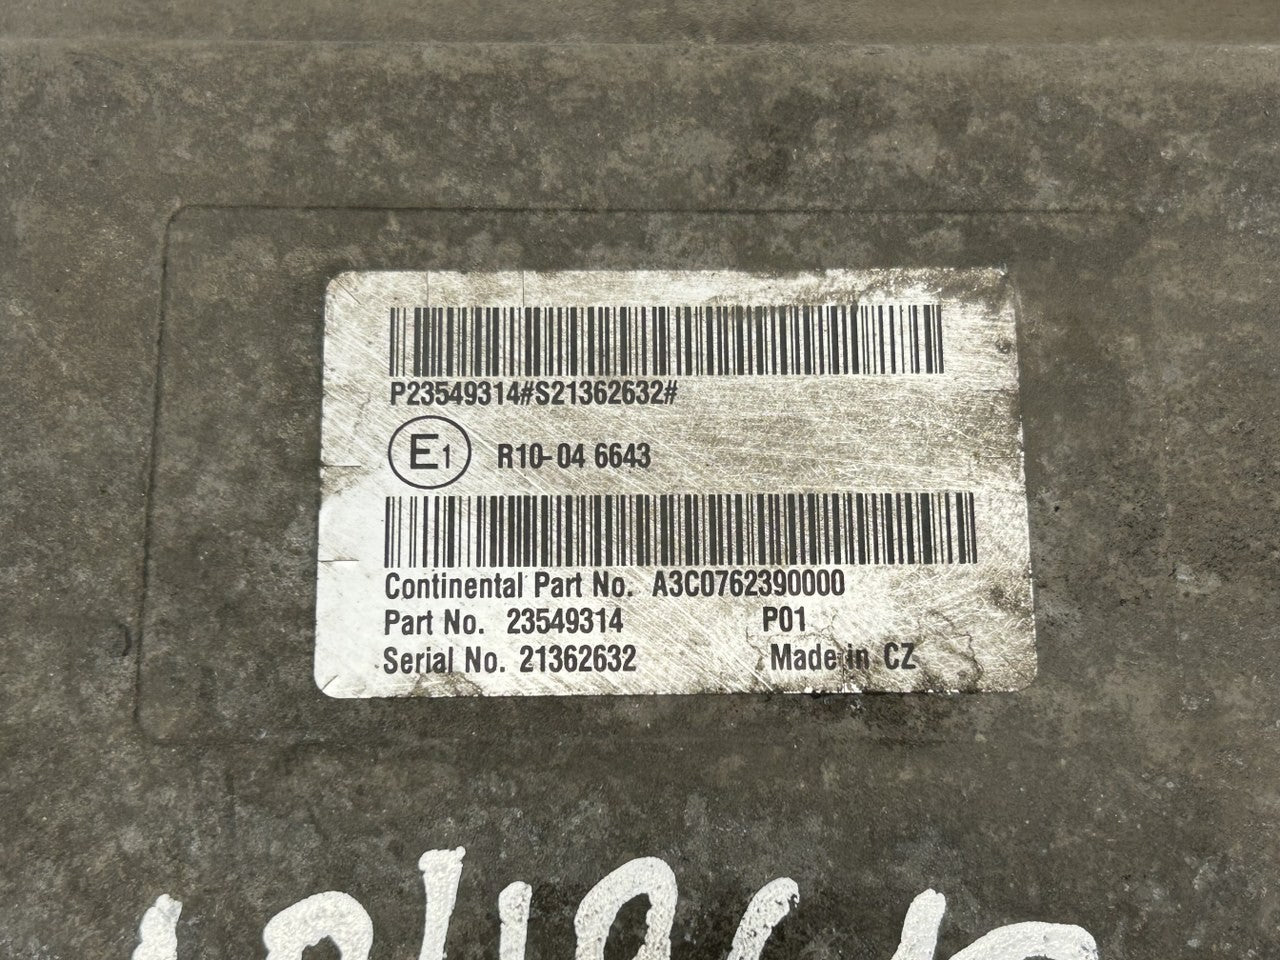 P23549314#S21362632#
E1 R10-04 6643
Continental Part No. A3C0762390000
Part No. 23549314 P01
Serial No. 21362632 Made in CZ